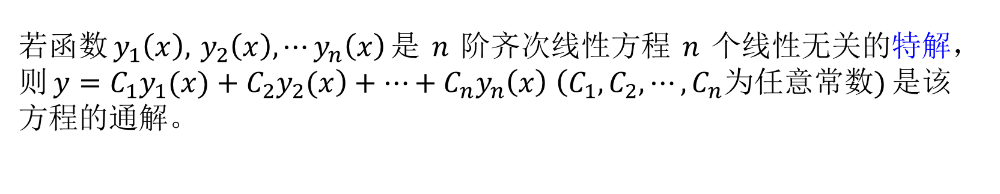 若函数 y₁(x), y₂(x),⋯ yₙ(x) 是 n 阶齐次线性方程 n 个线性无关的特解，
则 y = C₁y₁(x) + C₂y₂(x) + ⋯ + Cₙyₙ(x) (C₁, C₂, ⋯ , Cₙ为任意常数) 是该
方程的通解。